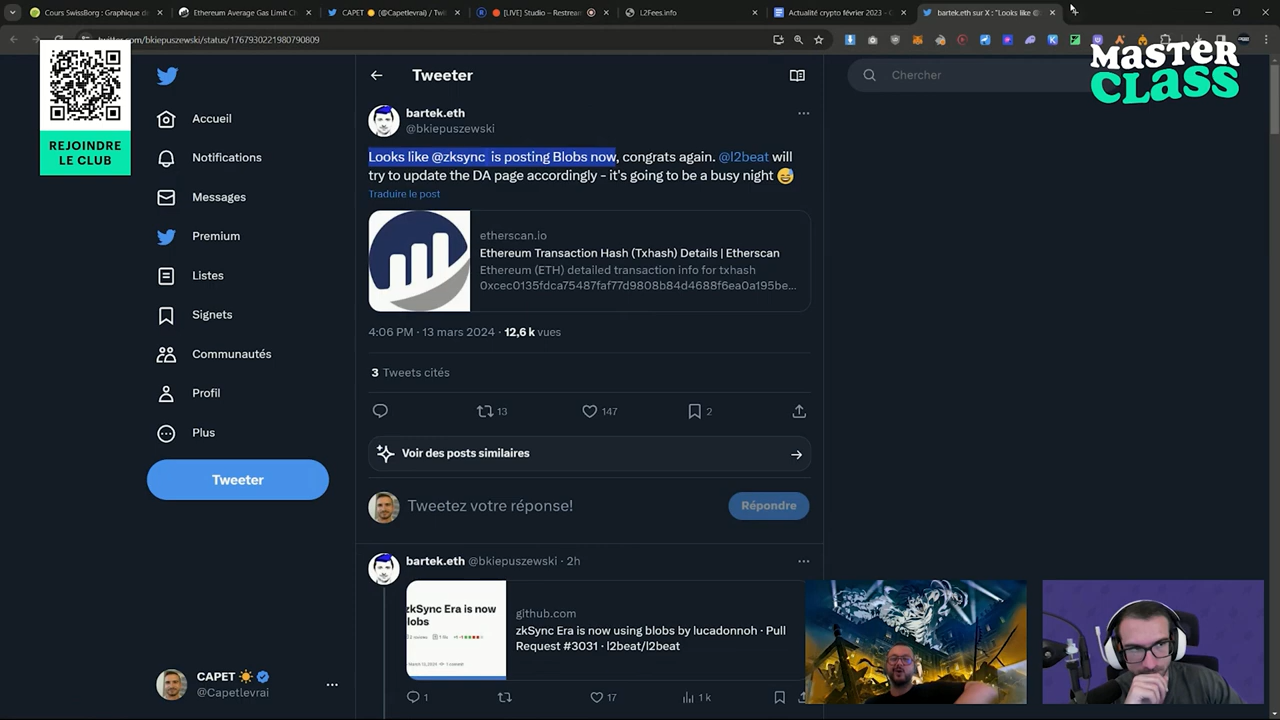 Cours SwissBorg : Graphique d
Ethereum Average Gas Limit C
CAPET (@Capetlevrai) / Twi
[LIVE] Studio – Restream
L2Fees.info
Actualité crypto février 2023 - G
bartek.eth sur X : "Looks like @
twitter.com/bkiepuszewski/status/1767930221980790809
MASTER
CLASS
REJOINDRE
LE CLUB
Accueil
Notifications
Messages
Premium
Listes
Signets
Communautés
Profil
Plus
Tweeter
CAPET
@Capetlevrai
Tweeter
bartek.eth
@bkiepuszewski
Looks like @zksync is posting Blobs now, congrats again. @l2beat will
try to update the DA page accordingly - it's going to be a busy night 😅
Traduire le post
etherscan.io
Ethereum Transaction Hash (Txhash) Details | Etherscan
Ethereum (ETH) detailed transaction info for txhash
0xcec0135fdca75487faf77d9808b84d4688f6ea0a195be...
4:06 PM · 13 mars 2024 · 12,6 k vues
3 Tweets cités
13
147
2
Voir des posts similaires
Tweetez votre réponse!
Répondre
bartek.eth @bkiepuszewski · 2h
zkSync Era is now
lobs
github.com
zkSync Era is now using blobs by lucadonnoh · Pull
Request #3031 · l2beat/l2beat
1
17
1 k
Chercher